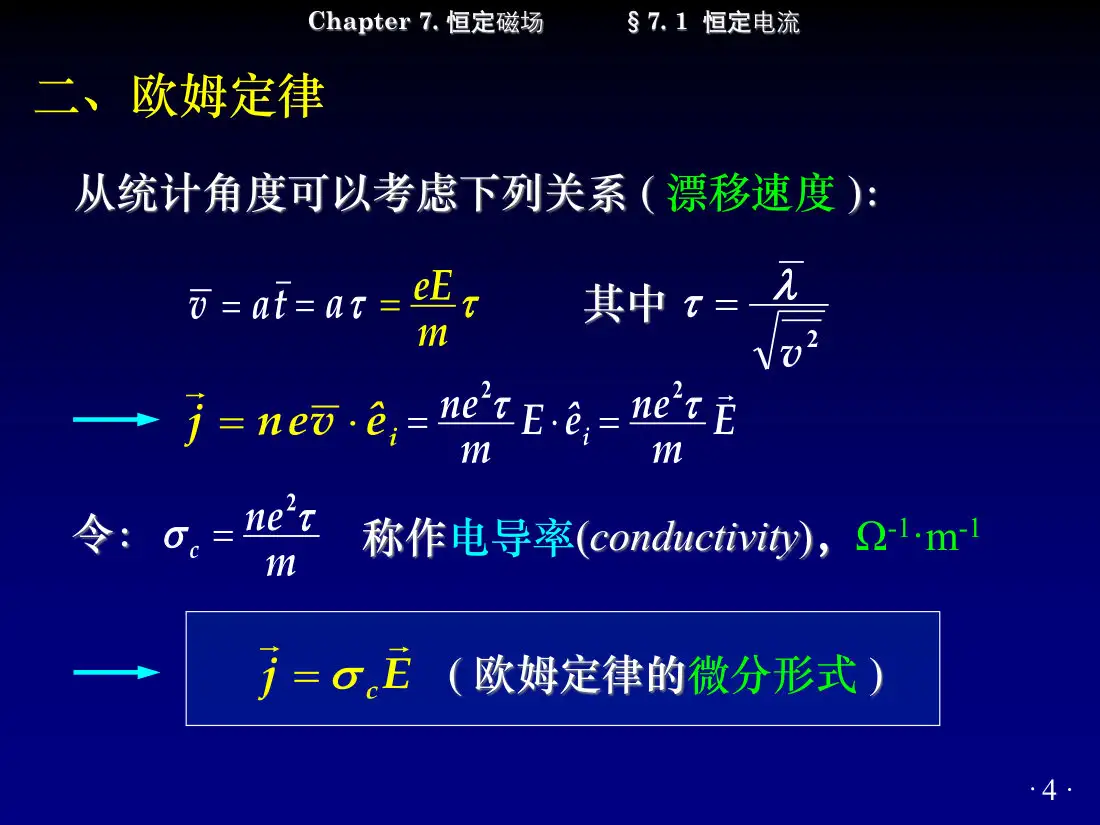 Chapter 7. 恒定磁场 § 7. 1 恒定电流
二、欧姆定律
从统计角度可以考虑下列关系 ( 漂移速度 ):
v̅ = a t̅ = a τ = eE/m τ 其中 τ = λ̅/√(v̅²)
→ j⃗ = n e v̅ · ê_i = ne²τ/m E · ê_i = ne²τ/m E⃗
令: σ_c = ne²τ/m 称作电导率(conductivity)，Ω⁻¹·m⁻¹
→ j⃗ = σ_c E⃗ ( 欧姆定律的微分形式 )
· 4 ·